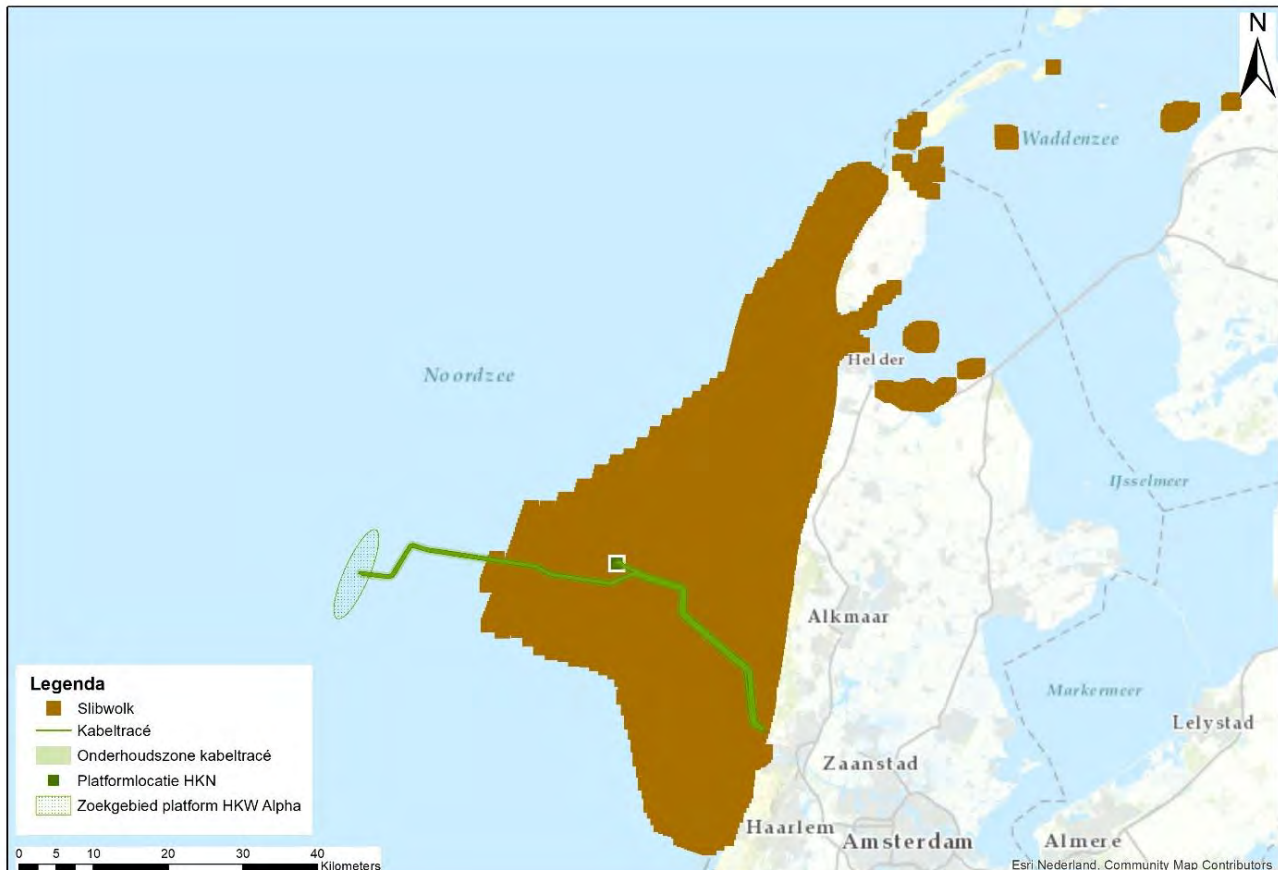 N
Waddenzee
Noordzee
Helder
IJsselmeer
Alkmaar
Markermeer
Lelystad
Zaanstad
Haarlem
Amsterdam
Almere
Legenda
Slibwolk
Kabeltracé
Onderhoudszone kabeltracé
Platformlocatie HKN
Zoekgebied platform HKW Alpha
0 5 10 20 30 40
Kilometers
Esri Nederland, Community Map Contributors